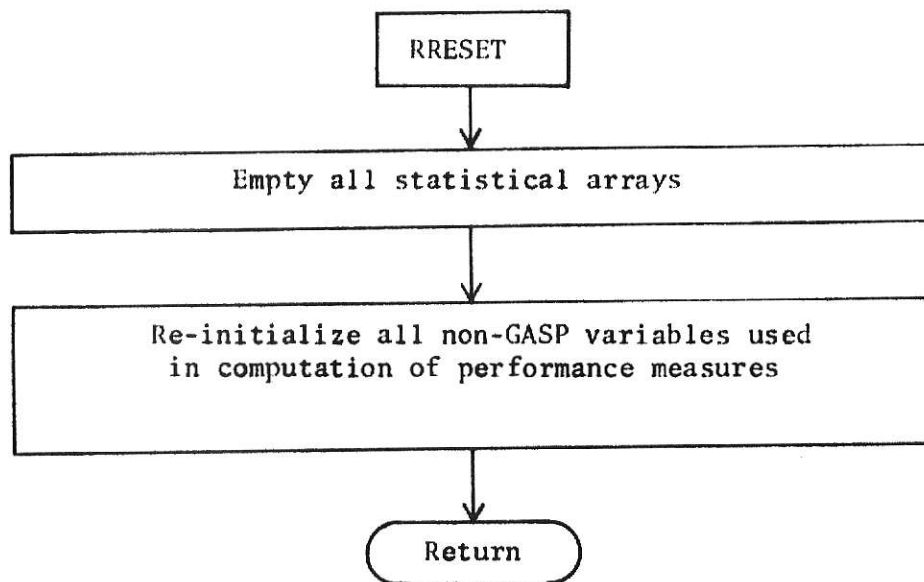 RRESET
Empty all statistical arrays
Re-initialize all non-GASP variables used
in computation of performance measures
Return